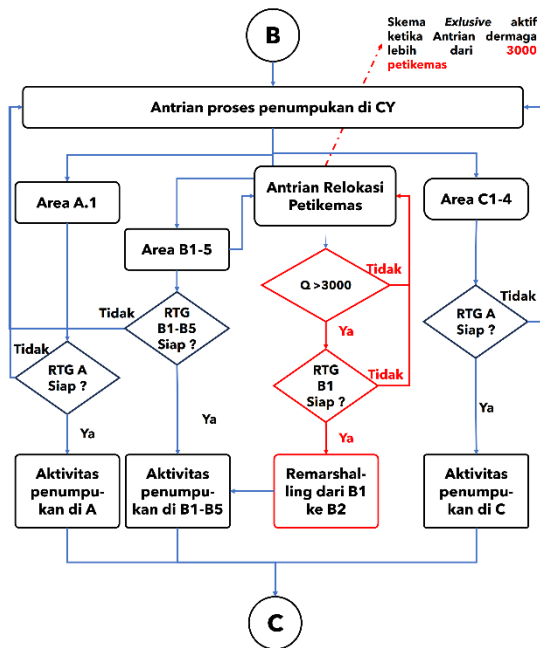 B
Skema Exlusive aktif
ketika Antrian dermaga
lebih dari 3000
petikemas
Antrian proses penumpukan di CY
Area A.1
Area B1-5
Antrian Relokasi
Petikemas
Area C1-4
Q >3000
Tidak
Ya
Tidak
RTG
B1-B5
Siap ?
Tidak
RTG A
Siap ?
Ya
RTG
B1
Siap ?
Tidak
Ya
RTG A
Siap ?
Tidak
Ya
Ya
Aktivitas
penumpu-
kan di A
Aktivitas
penumpu-
kan di B1-B5
Remarshal-
ling dari B1
ke B2
Aktivitas
penumpu-
kan di C
C